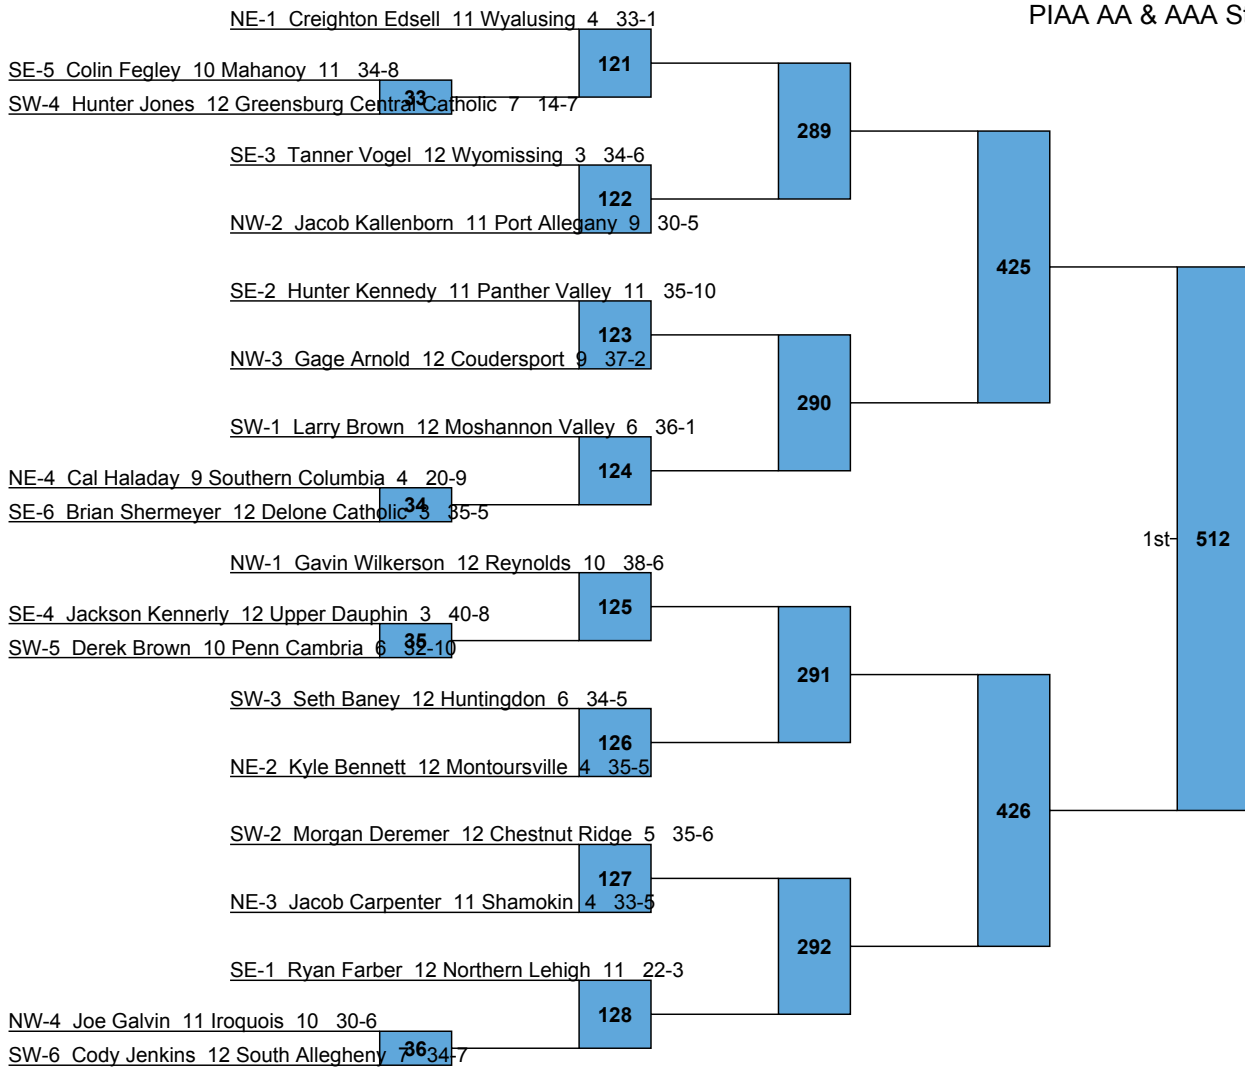 PIAA AA & AAA S
NE-1 Creighton Edsell 11 Wyalusing 4 33-1
121
SE-5 Colin Fegley 10 Mahanoy 11 34-8
33
SW-4 Hunter Jones 12 Greensburg Central Catholic 7 14-7
289
SE-3 Tanner Vogel 12 Wyomissing 3 34-6
122
NW-2 Jacob Kallenborn 11 Port Allegany 9 30-5
425
SE-2 Hunter Kennedy 11 Panther Valley 11 35-10
123
NW-3 Gage Arnold 12 Coudersport 9 37-2
290
SW-1 Larry Brown 12 Moshannon Valley 6 36-1
124
NE-4 Cal Haladay 9 Southern Columbia 4 20-9
34
SE-6 Brian Shermeyer 12 Delone Catholic 3 35-5
1st
512
NW-1 Gavin Wilkerson 12 Reynolds 10 38-6
125
SE-4 Jackson Kennerly 12 Upper Dauphin 3 40-8
35
SW-5 Derek Brown 10 Penn Cambria 6 32-10
291
SW-3 Seth Baney 12 Huntingdon 6 34-5
126
NE-2 Kyle Bennett 12 Montoursville 4 35-5
426
SW-2 Morgan Deremer 12 Chestnut Ridge 5 35-6
127
NE-3 Jacob Carpenter 11 Shamokin 4 33-5
292
SE-1 Ryan Farber 12 Northern Lehigh 11 22-3
128
NW-4 Joe Galvin 11 Iroquois 10 30-6
36
SW-6 Cody Jenkins 12 South Allegheny 7 34-7